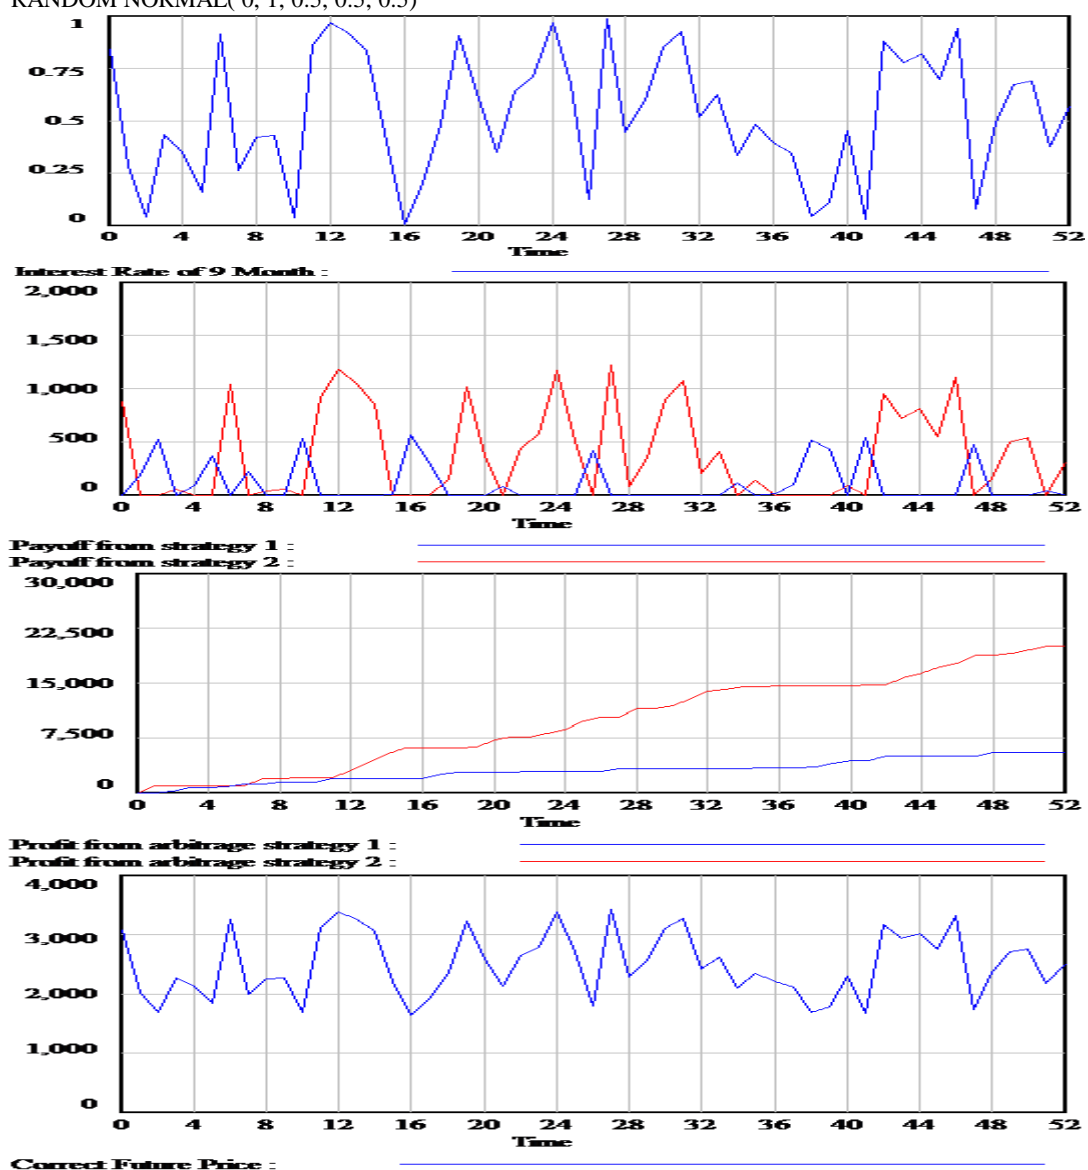 RANDOM NORMAL( 0, 1, 0.5, 0.5, 0.5)
1
0.75
0.5
0.25
0
0 4 8 12 16 20 24 28 32 36 40 44 48 52
Time
Interest Rate of 9 Month :
2,000
1,500
1,000
500
0
0 4 8 12 16 20 24 28 32 36 40 44 48 52
Time
Payoff from strategy 1 :
Payoff from strategy 2 :
30,000
22,500
15,000
7,500
0
0 4 8 12 16 20 24 28 32 36 40 44 48 52
Time
Profit from arbitrage strategy 1 :
Profit from arbitrage strategy 2 :
4,000
3,000
2,000
1,000
0
0 4 8 12 16 20 24 28 32 36 40 44 48 52
Time
Correct Future Price :